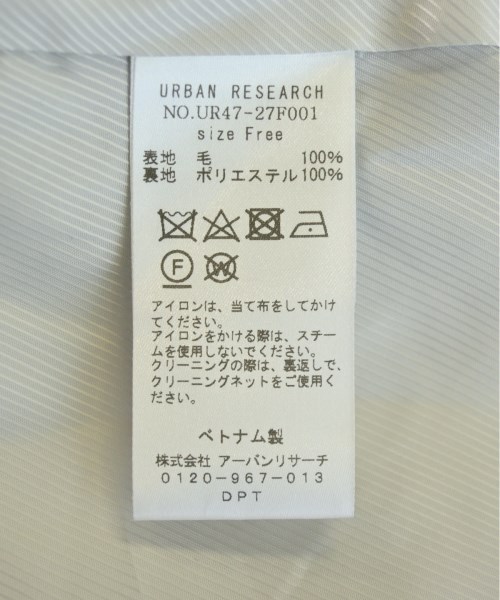 URBAN RESEARCH
NO.UR47-27F001
size Free
表地 毛 100%
裏地 ポリエステル100%
F W
アイロンは、当て布をしてかけ
てください。
アイロンをかける際は、スチー
ムを使用しないでください。
クリーニングの際は、裏返しで、
クリーニングネットをご使用く
ださい。
ベトナム製
株式会社 アーバンリサーチ
0120-967-013
DPT